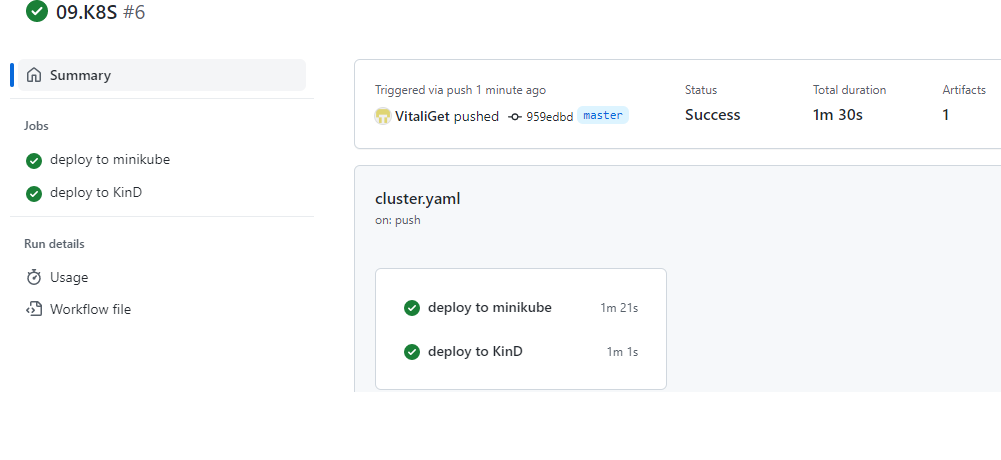 09.K8S #6
Summary
Jobs
deploy to minikube
deploy to KinD
Run details
Usage
Workflow file
Triggered via push 1 minute ago
VitaliGet pushed 959edbd master
Status
Success
Total duration
1m 30s
Artifacts
1
cluster.yaml
on: push
deploy to minikube 1m 21s
deploy to KinD 1m 1s